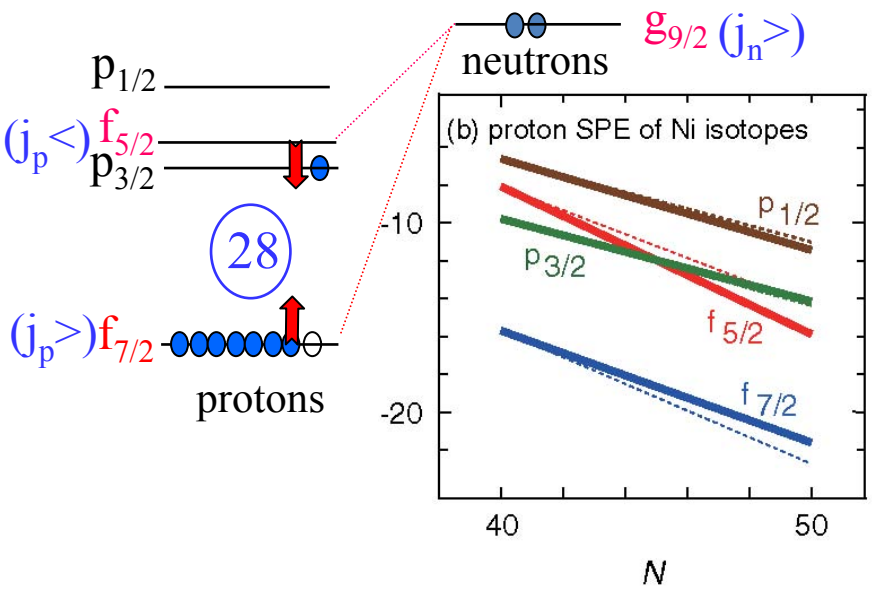 g9/2 (jn>)
neutrons
p1/2
(jp<) f5/2
p3/2
28
(jp>) f7/2
protons
(b) proton SPE of Ni isotopes
-10
-20
p1/2
p3/2
f5/2
f7/2
40
50
N